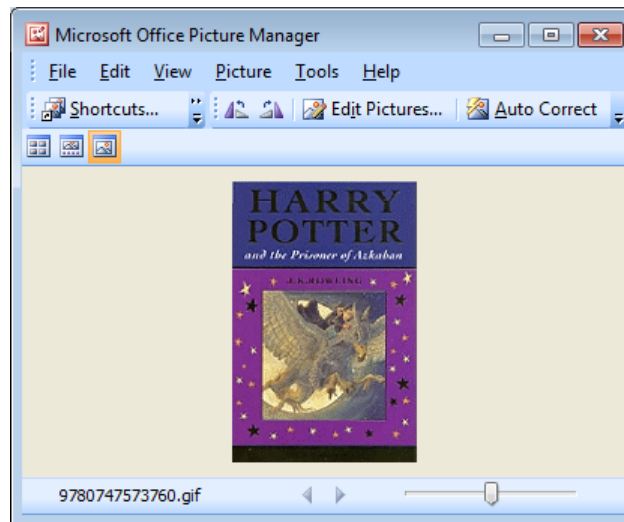 Microsoft Office Picture Manager
File Edit View Picture Tools Help
Shortcuts... Edit Pictures... Auto Correct
HARRY
POTTER
and the Prisoner of Azkaban
J.K.ROWLING
9780747573760.gif